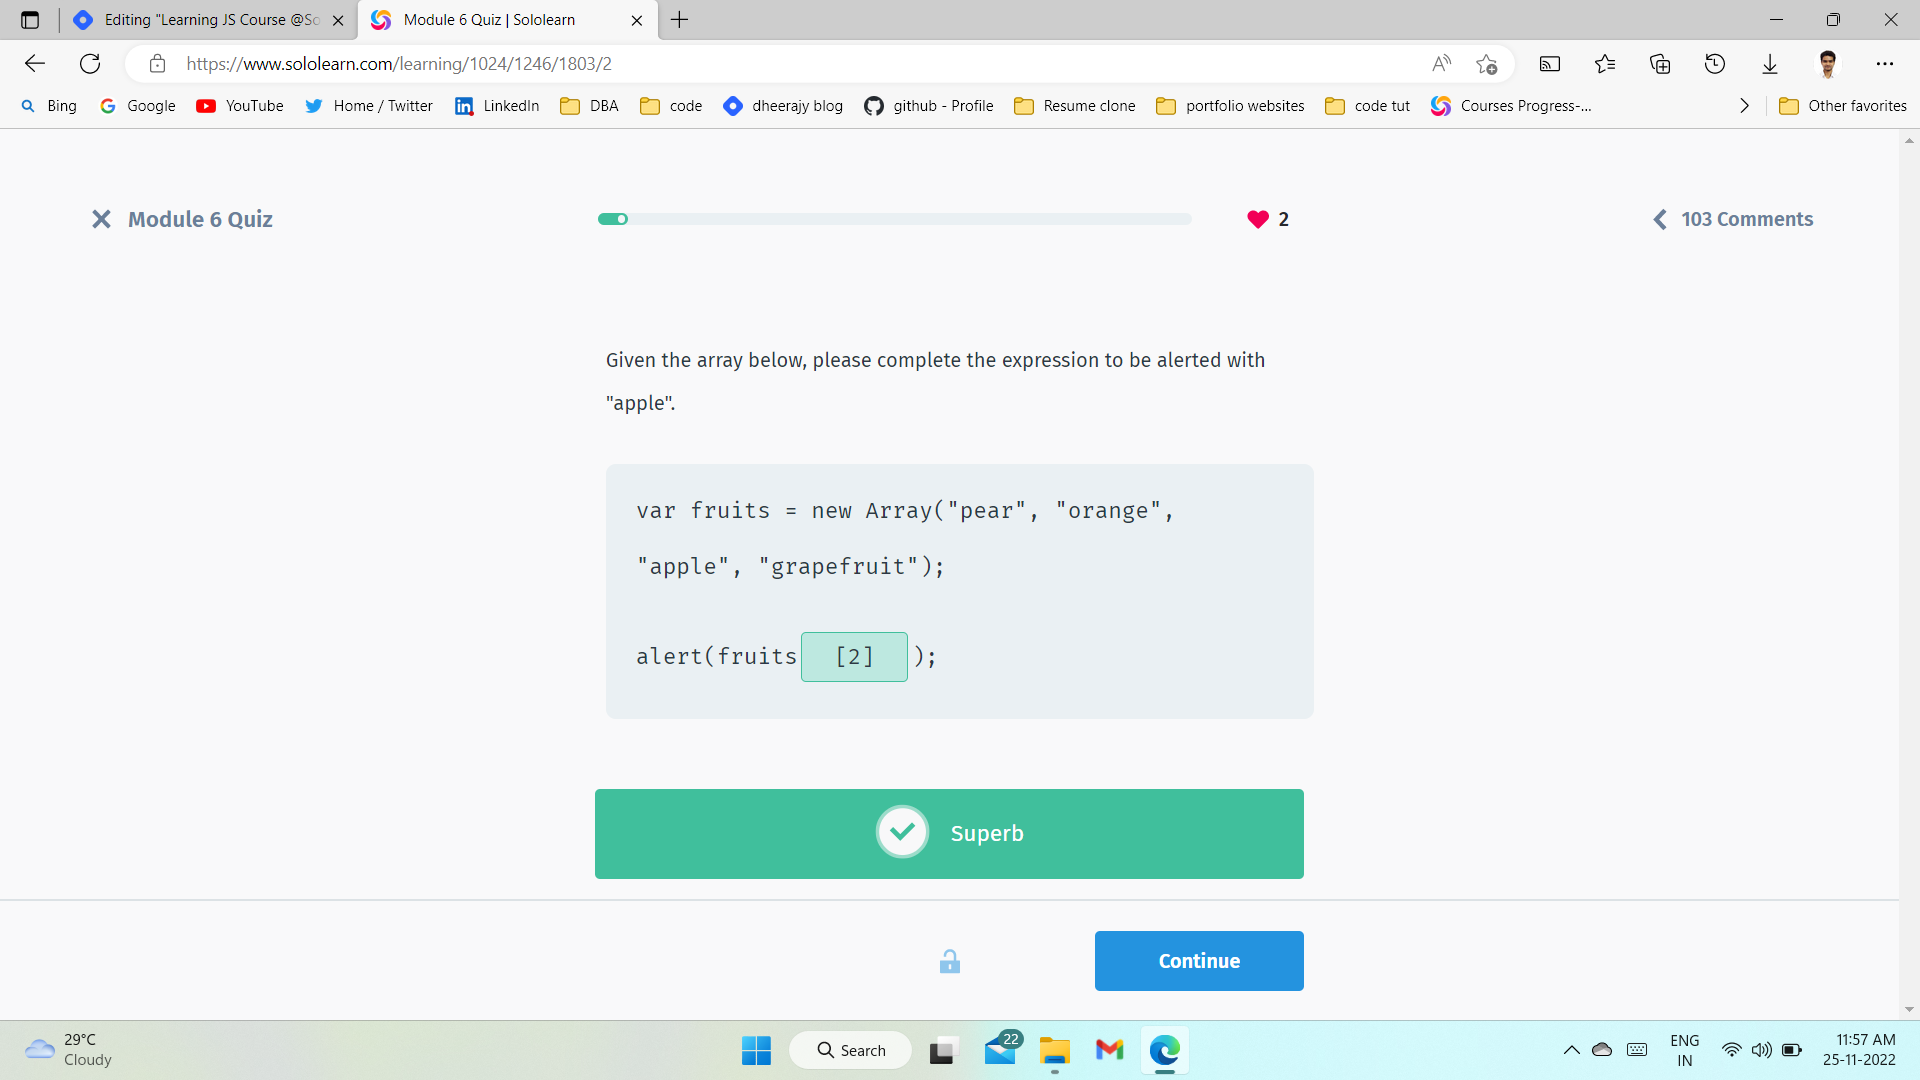 Editing "Learning JS Course @So
Module 6 Quiz | Sololearn
https://www.sololearn.com/learning/1024/1246/1803/2
Bing
Google
YouTube
Home / Twitter
LinkedIn
DBA
code
dheerajy blog
github - Profile
Resume clone
portfolio websites
code tut
Courses Progress-...
Other favorites
Module 6 Quiz
2
103 Comments
Given the array below, please complete the expression to be alerted with
"apple".
var fruits = new Array("pear", "orange",
"apple", "grapefruit");
alert(fruits [2] );
Superb
Continue
29°C
Cloudy
Search
22
ENG
IN
11:57 AM
25-11-2022